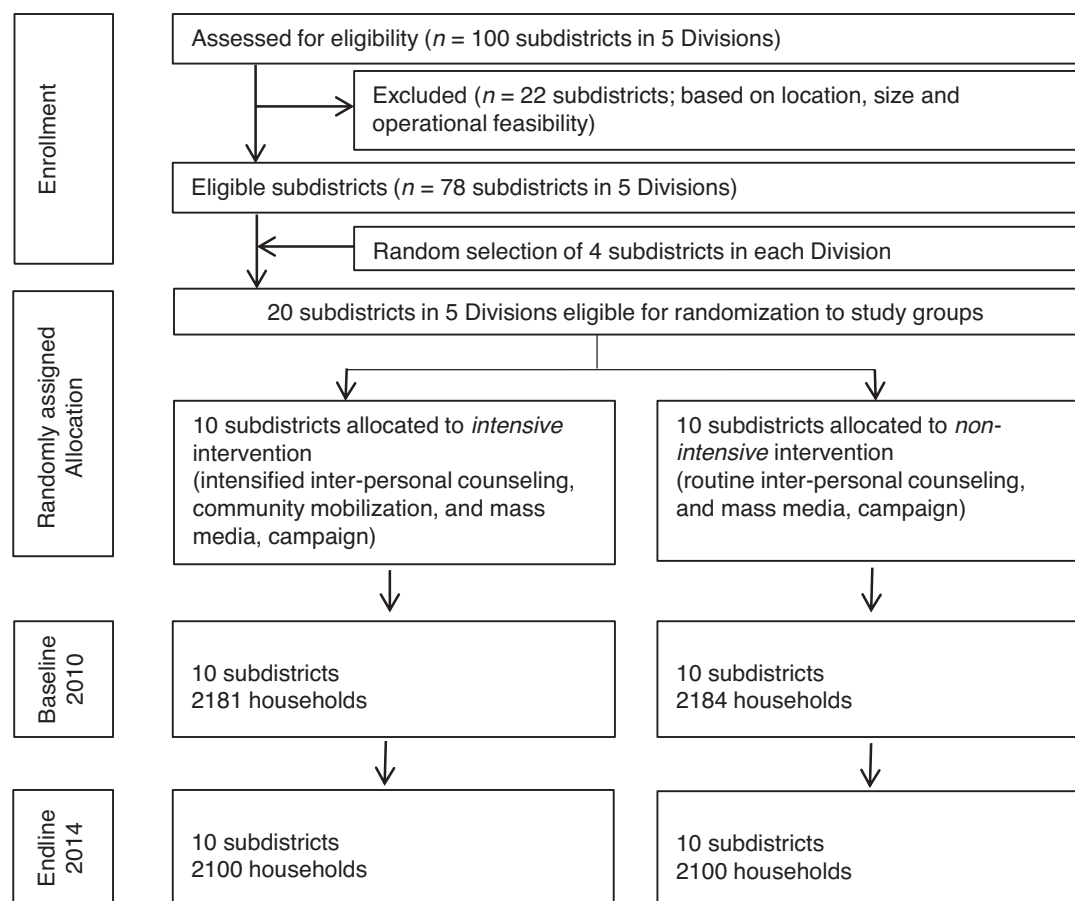 Enrollment
Assessed for eligibility (n = 100 subdistricts in 5 Divisions)
Excluded (n = 22 subdistricts; based on location, size and
operational feasibility)
Eligible subdistricts (n = 78 subdistricts in 5 Divisions)
Random selection of 4 subdistricts in each Division
Randomly assigned
Allocation
20 subdistricts in 5 Divisions eligible for randomization to study groups
10 subdistricts allocated to intensive
intervention
(intensified inter-personal counseling,
community mobilization, and mass
media, campaign)
10 subdistricts allocated to non-
intensive intervention
(routine inter-personal counseling,
and mass media, campaign)
Baseline
2010
10 subdistricts
2181 households
10 subdistricts
2184 households
Endline
2014
10 subdistricts
2100 households
10 subdistricts
2100 households